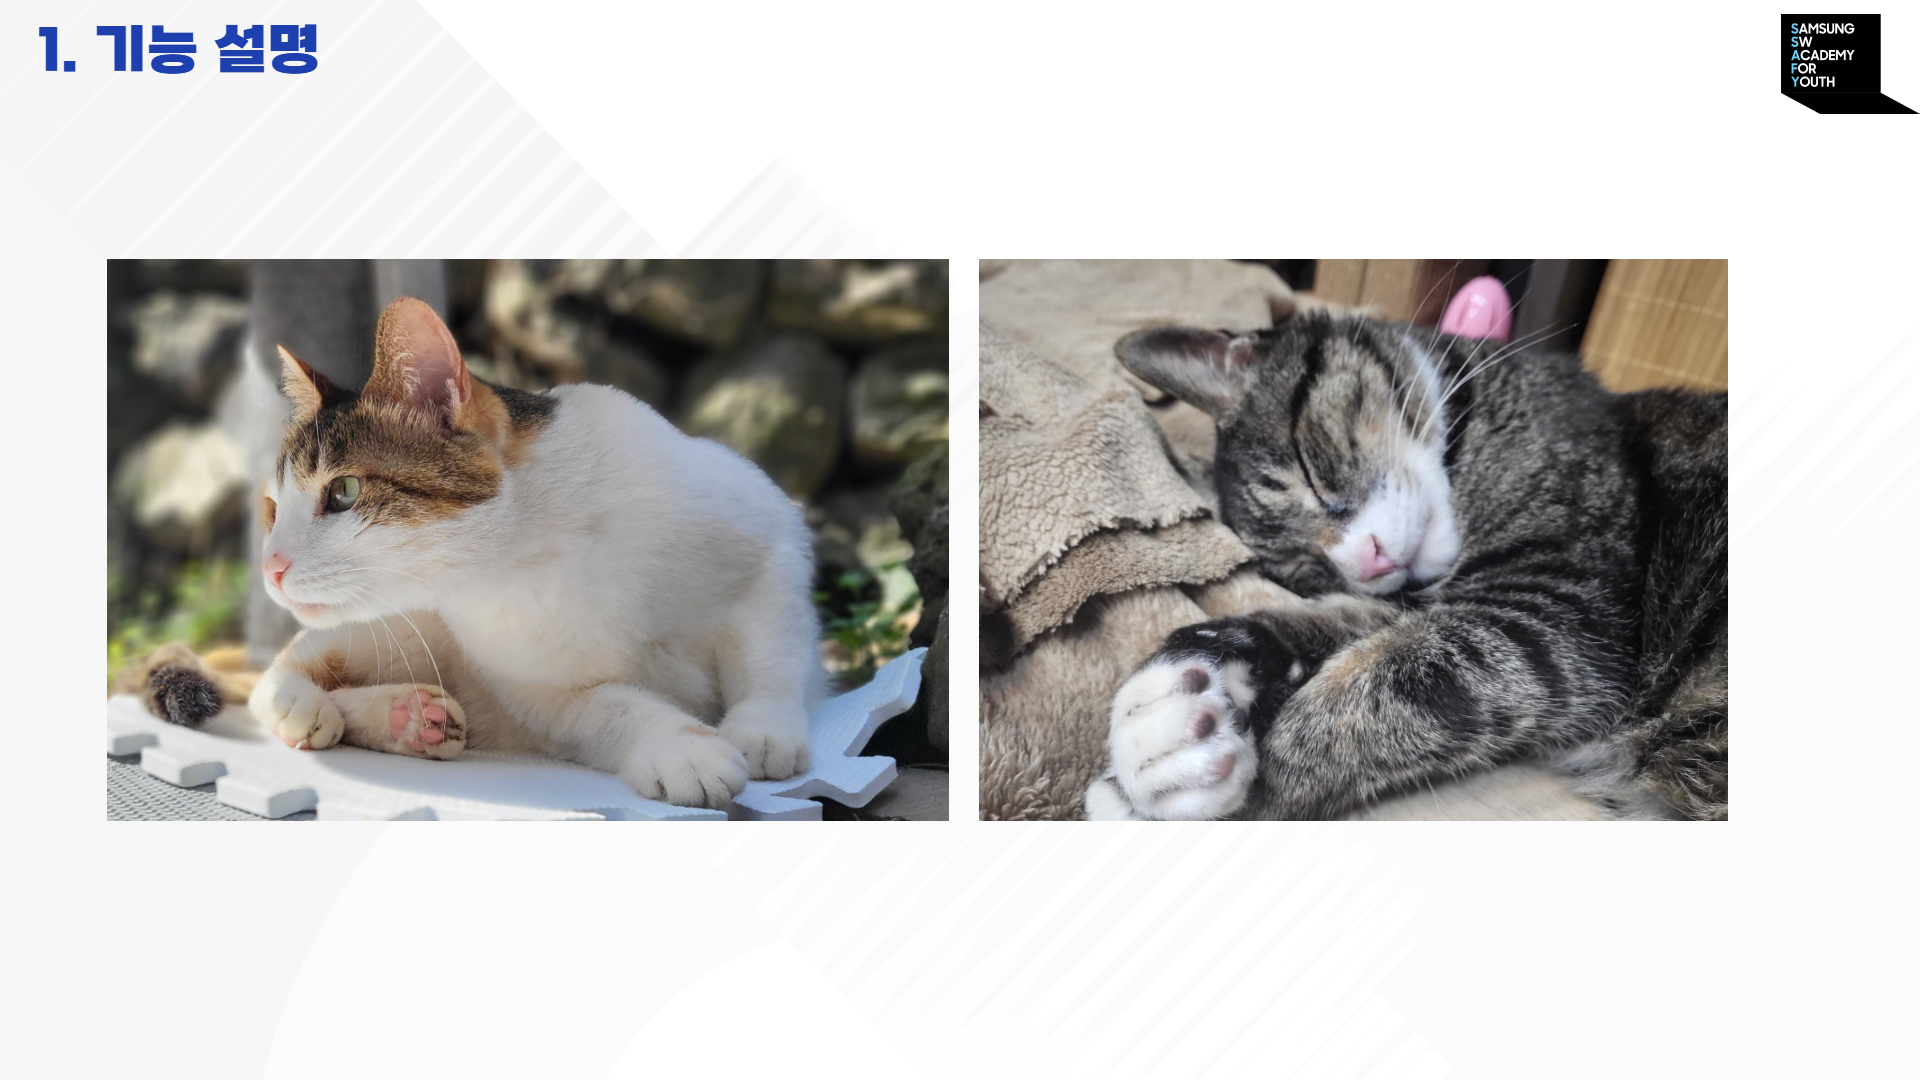 1. 기능 설명
SAMSUNG
SW
ACADEMY
FOR
YOUTH